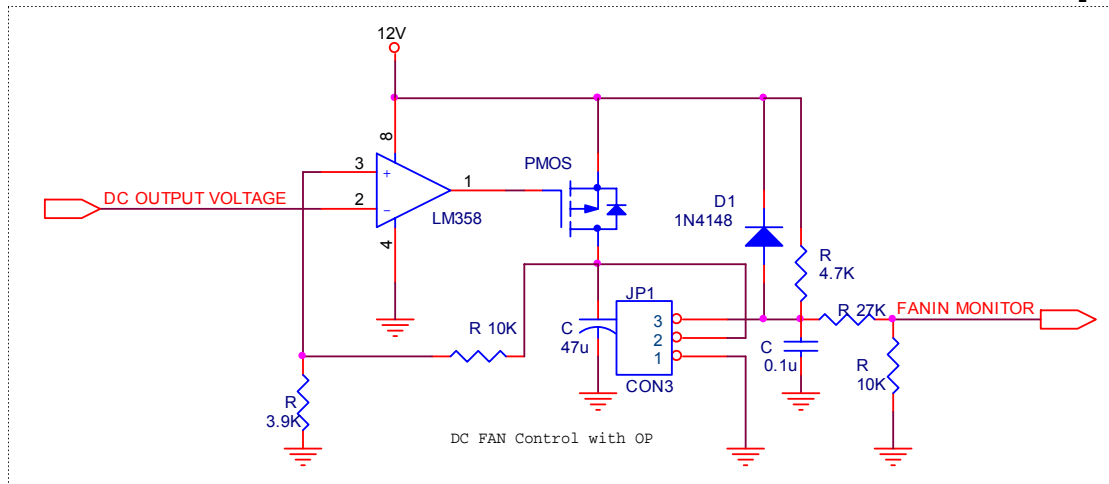 12V
8
3
+
DC OUTPUT VOLTAGE
2
−
1
LM358
4
PMOS
D1
1N4148
R
4.7K
JP1
R 10K
C
47u
3
2
1
CON3
R 27K
FANIN MONITOR
C
0.1u
R
10K
R
3.9K
DC FAN Control with OP